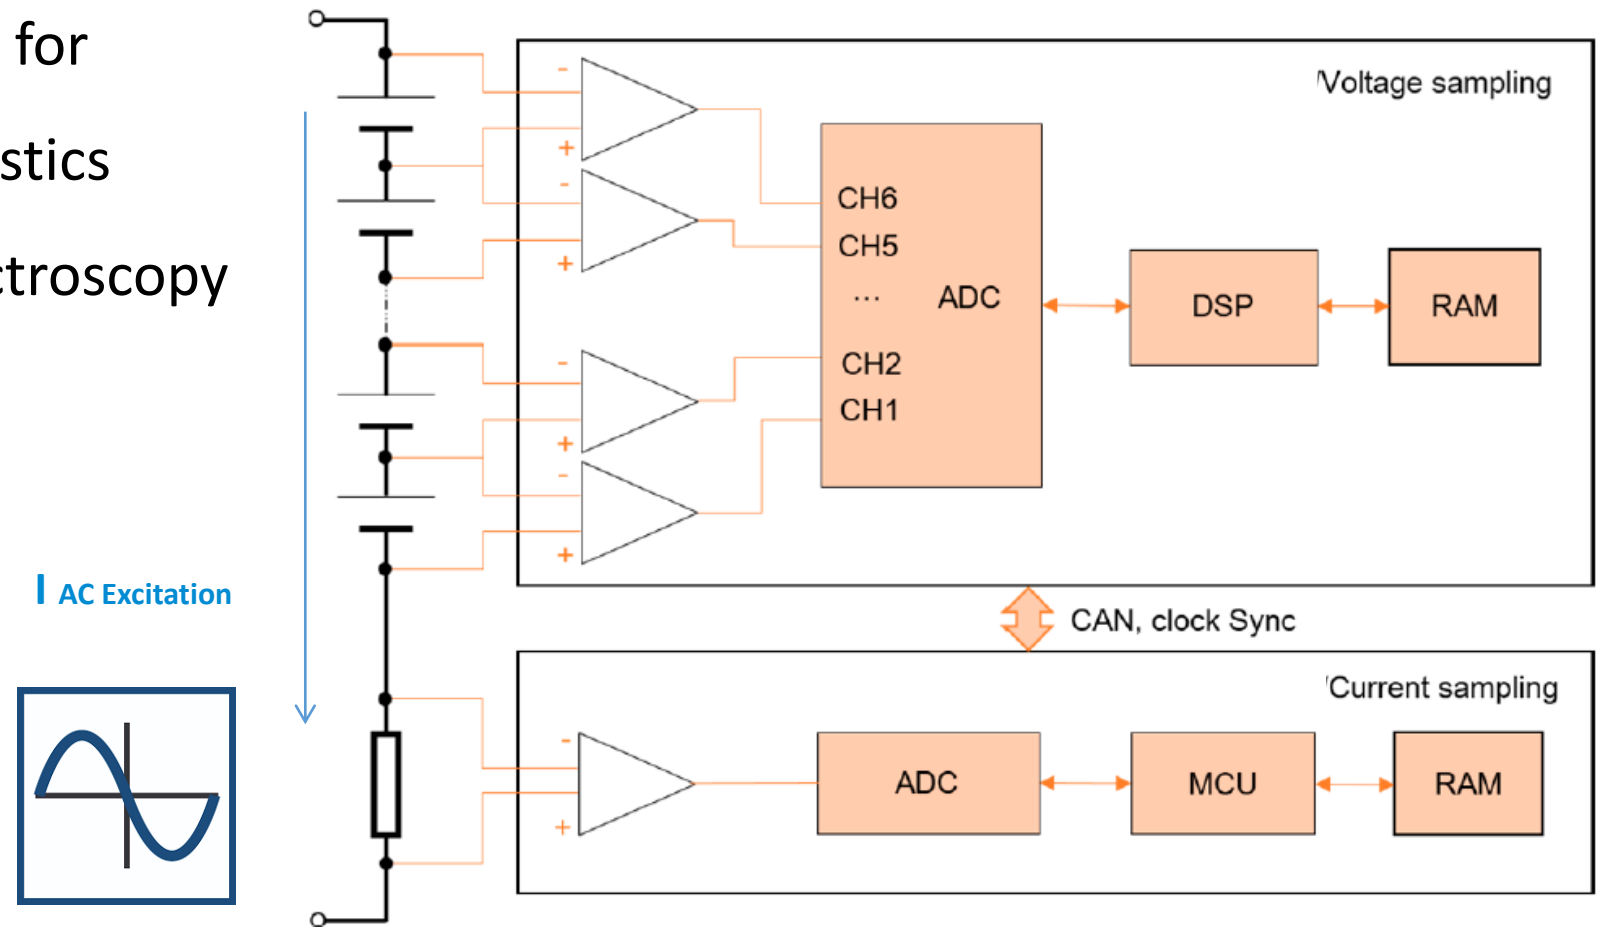 for
stics
ctroscopy
I AC Excitation
/Voltage sampling
-
+
-
+
-
+
-
+
CH6
CH5
...
ADC
CH2
CH1
DSP
RAM
CAN, clock Sync
/Current sampling
-
+
ADC
MCU
RAM